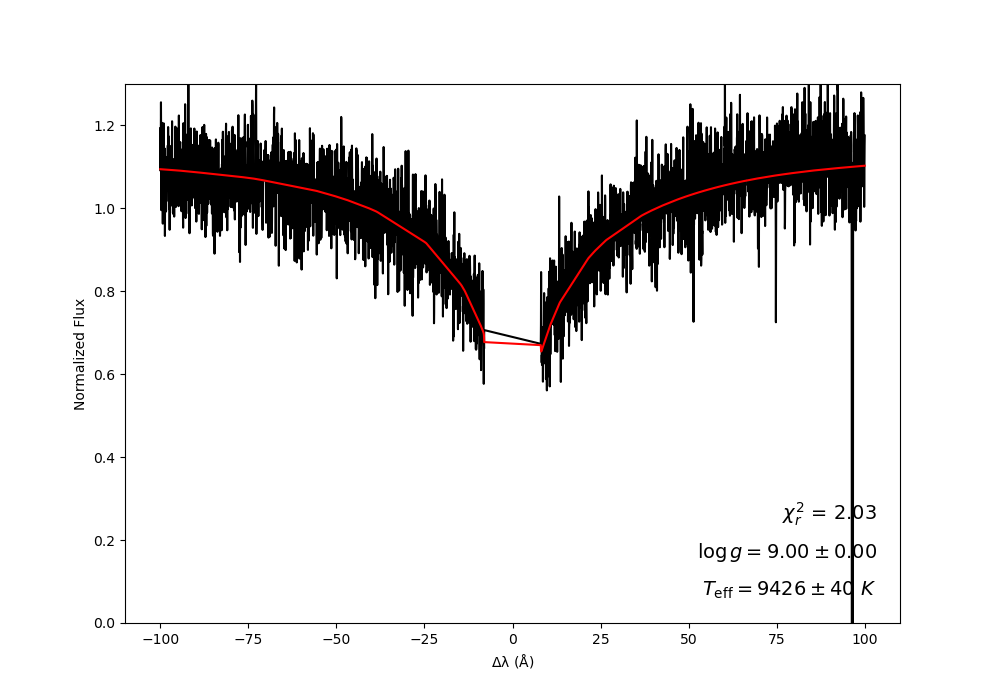 1.2
1.0
0.8
0.6
0.4
0.2
0.0
Normalized Flux
χ²ᵣ = 2.03
log g = 9.00 ± 0.00
T_eff = 9426 ± 40 K
−100 −75 −50 −25 0 25 50 75 100
Δλ (Å)